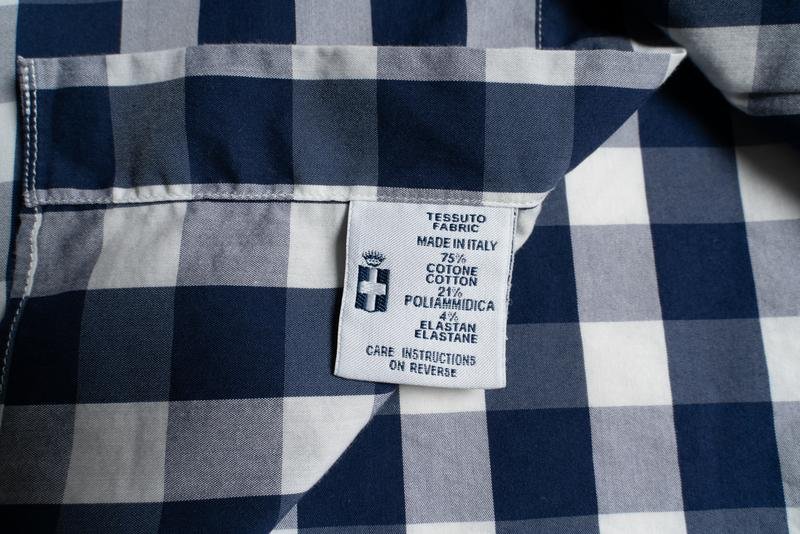 TESSUTO
FABRIC
MADE IN ITALY
75%
COTONE
COTTON
21%
POLIAMMIDICA
4%
ELASTAN
ELASTANE
CARE INSTRUCTIONS
ON REVERSE